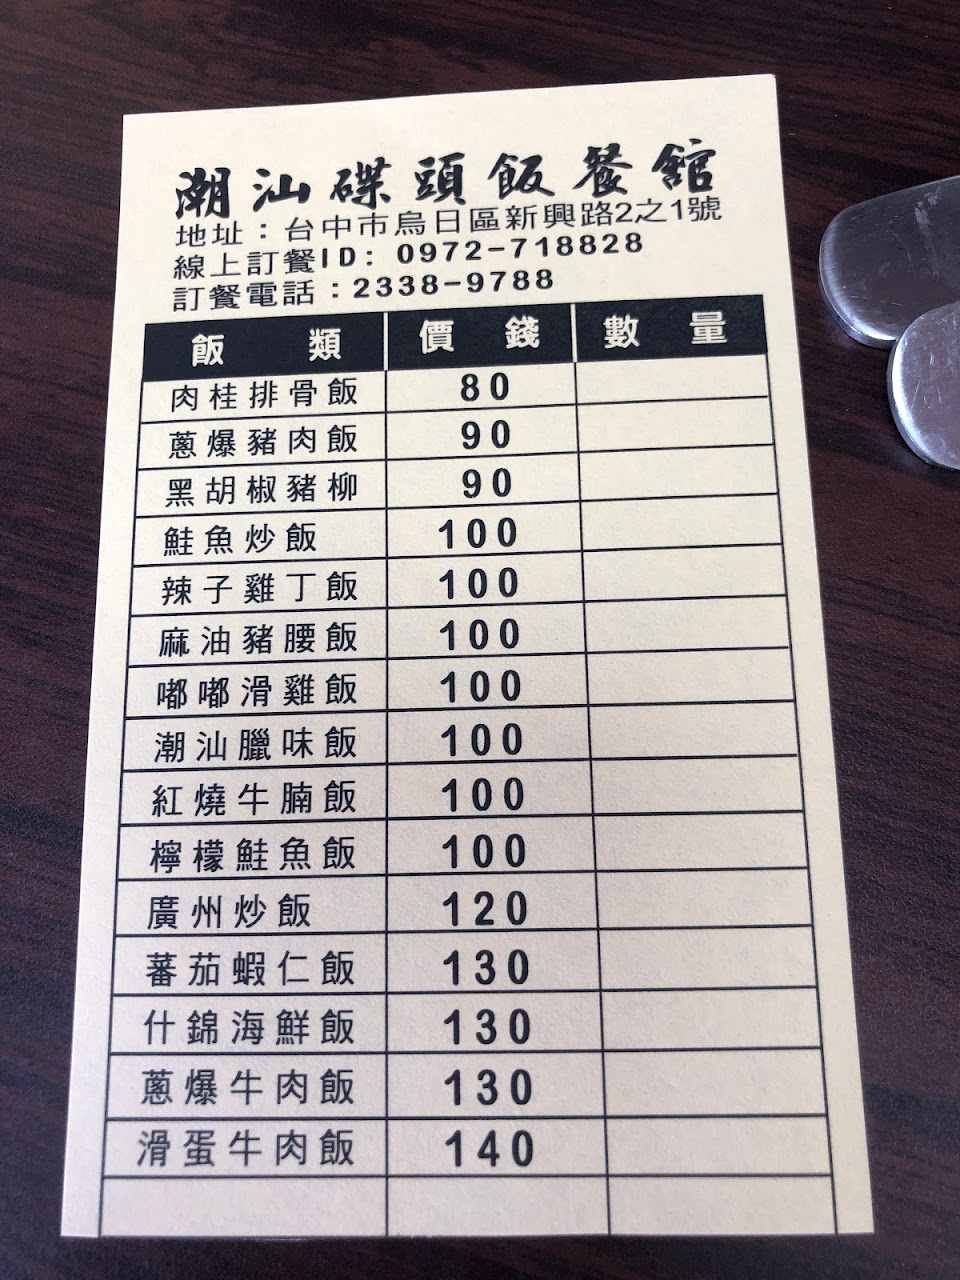 潮汕碟頭飯餐館
地址：台中市烏日區新興路2之1號
線上訂餐ID: 0972-718828
訂餐電話：2338-9788
飯類 價錢 數量
肉桂排骨飯 80
蔥爆豬肉飯 90
黑胡椒豬柳 90
鮭魚炒飯 100
辣子雞丁飯 100
麻油豬腰飯 100
嘟嘟滑雞飯 100
潮汕臘味飯 100
紅燒牛腩飯 100
檸檬鮭魚飯 100
廣州炒飯 120
蕃茄蝦仁飯 130
什錦海鮮飯 130
蔥爆牛肉飯 130
滑蛋牛肉飯 140